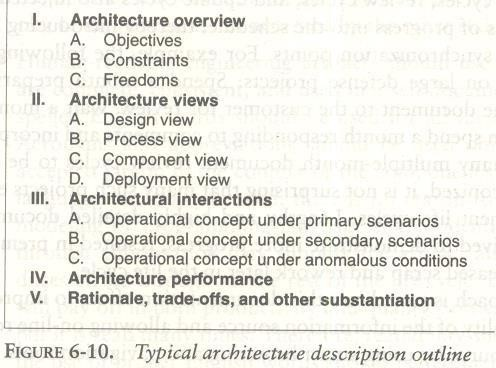 I. Architecture overview
A. Objectives
B. Constraints
C. Freedoms
II. Architecture views
A. Design view
B. Process view
C. Component view
D. Deployment view
III. Architectural interactions
A. Operational concept under primary scenarios
B. Operational concept under secondary scenarios
C. Operational concept under anomalous conditions
IV. Architecture performance
V. Rationale, trade-offs, and other substantiation
FIGURE 6-10. Typical architecture description outline